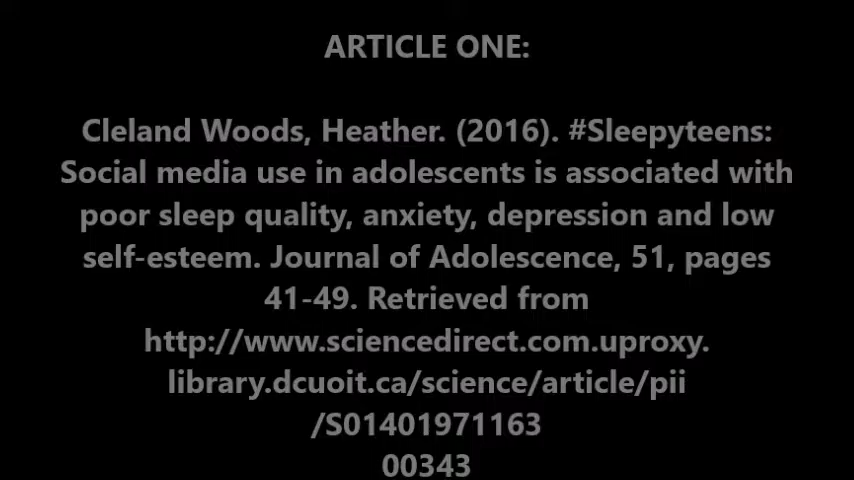 ARTICLE ONE:
Cleland Woods, Heather. (2016). #Sleepyteens:
Social media use in adolescents is associated with
poor sleep quality, anxiety, depression and low
self-esteem. Journal of Adolescence, 51, pages
41-49. Retrieved from
http://www.sciencedirect.com.uproxy.
library.dcuoit.ca/science/article/pii
/S01401971163
00343